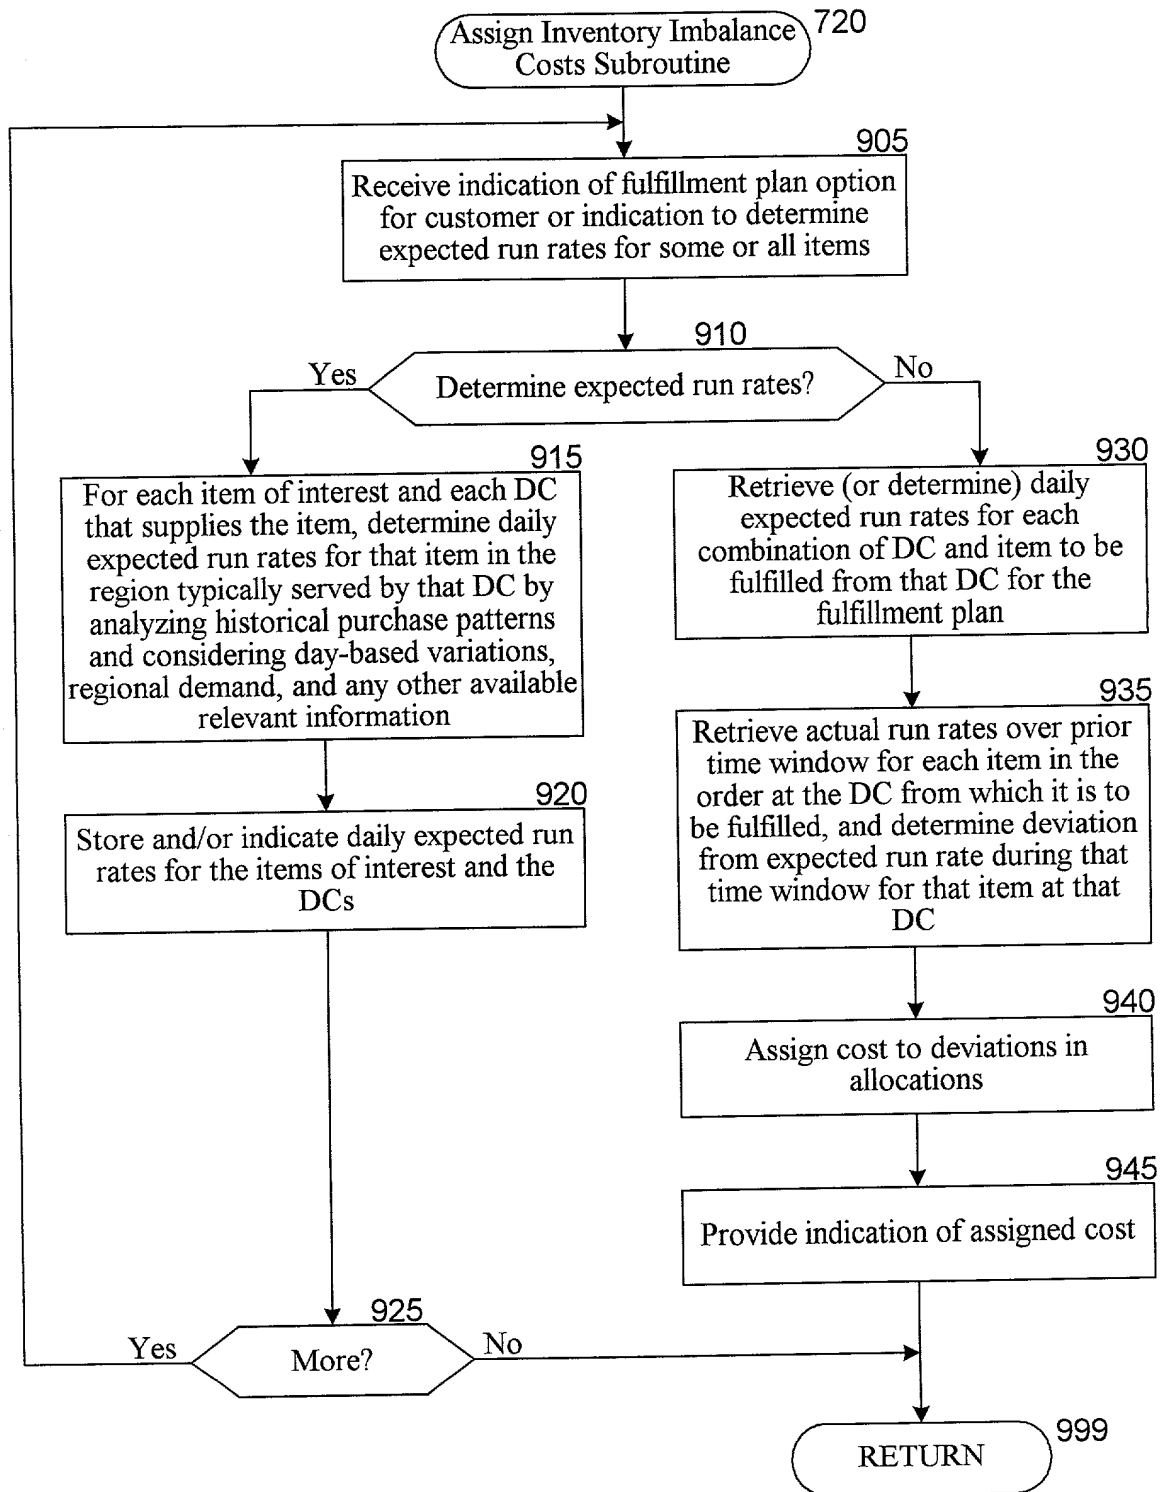 Assign Inventory Imbalance
Costs Subroutine
720
905
Receive indication of fulfillment plan option
for customer or indication to determine
expected run rates for some or all items
910
Yes
Determine expected run rates?
No
915
For each item of interest and each DC
that supplies the item, determine daily
expected run rates for that item in the
region typically served by that DC by
analyzing historical purchase patterns
and considering day-based variations,
regional demand, and any other available
relevant information
930
Retrieve (or determine) daily
expected run rates for each
combination of DC and item to be
fulfilled from that DC for the
fulfillment plan
920
Store and/or indicate daily expected run
rates for the items of interest and the
DCs
935
Retrieve actual run rates over prior
time window for each item in the
order at the DC from which it is to
be fulfilled, and determine deviation
from expected run rate during that
time window for that item at that
DC
940
Assign cost to deviations in
allocations
945
Provide indication of assigned cost
925
Yes
More?
No
RETURN
999